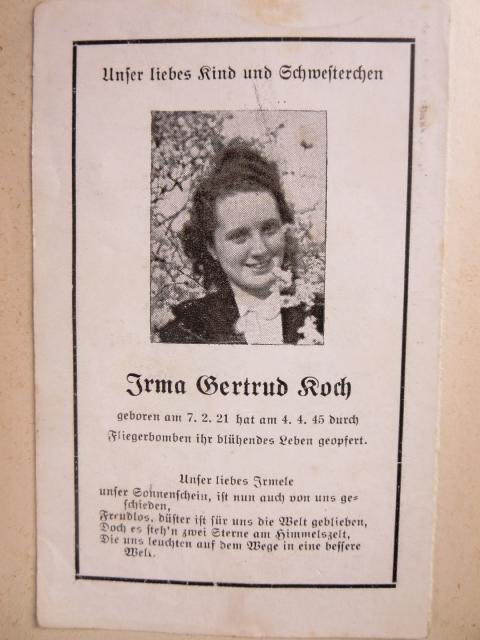 Unser liebes Kind und Schwesterchen
Irma Gertrud Koch
geboren am 7. 2. 21 hat am 4. 4. 45 durch
Fliegerbomben ihr blühendes Leben geopfert.
Unser liebes Irmele
unser Sonnenschein, ist nun auch von uns ge-
schieden,
Freudlos, düster ist für uns die Welt geblieben,
Doch es steh'n zwei Sterne am Himmelszelt,
Die uns leuchten auf dem Wege in eine bessere
Welt.